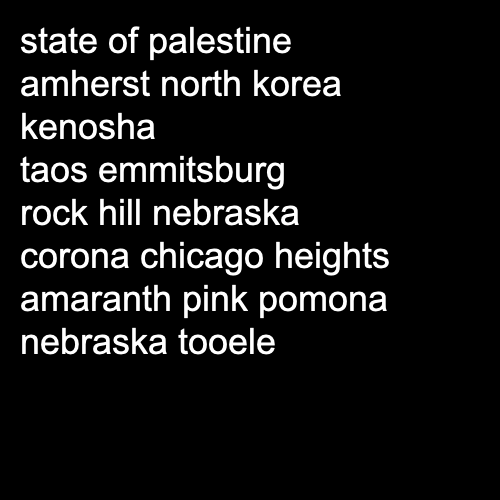 state of palestine
amherst north korea
kenosha
taos emmitsburg
rock hill nebraska
corona chicago heights
amaranth pink pomona
nebraska tooele